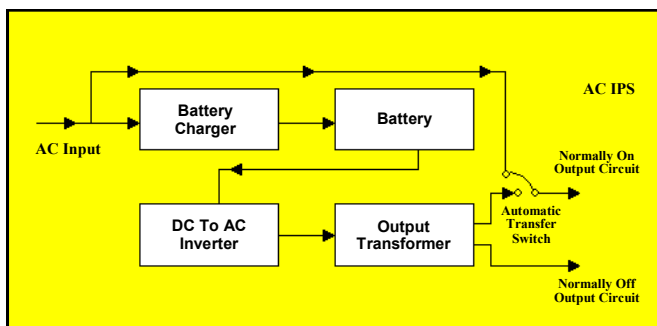 AC IPS
Battery
Charger
Battery
AC Input
Normally On
Output Circuit
DC To AC
Inverter
Output
Transformer
Automatic
Transfer
Switch
Normally Off
Output Circuit